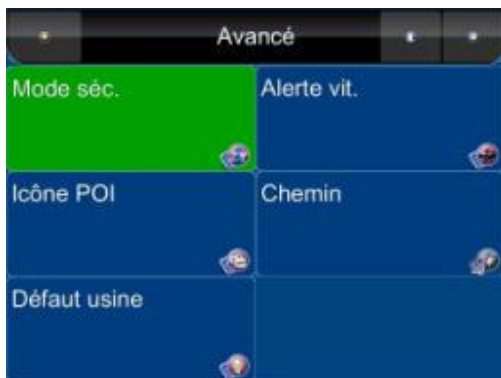 Avancé
Mode séc.
Alerte vit.
Icône POI
Chemin
Défaut usine